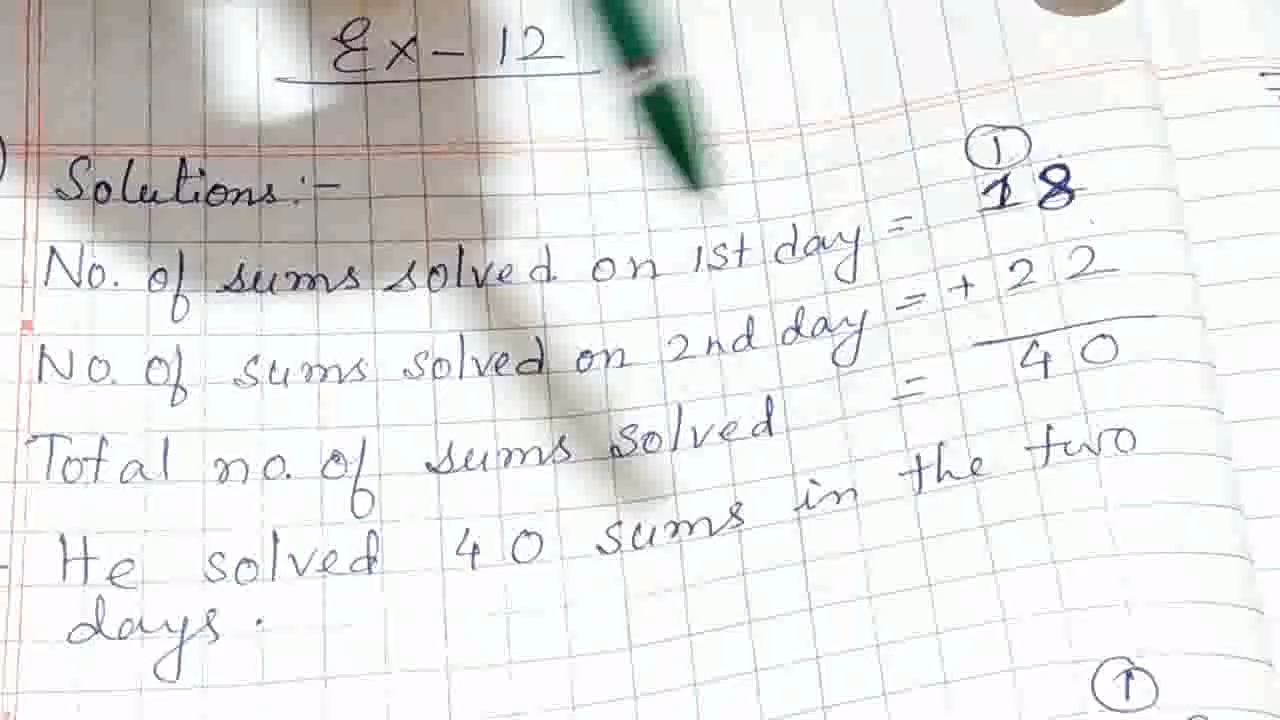 Ex - 12
Solutions:-
①
No. of sums solved on 1st day = 18
No. of sums solved on 2nd day = + 22
Total no. of sums solved = 40
He solved 40 sums in the two
days.
①